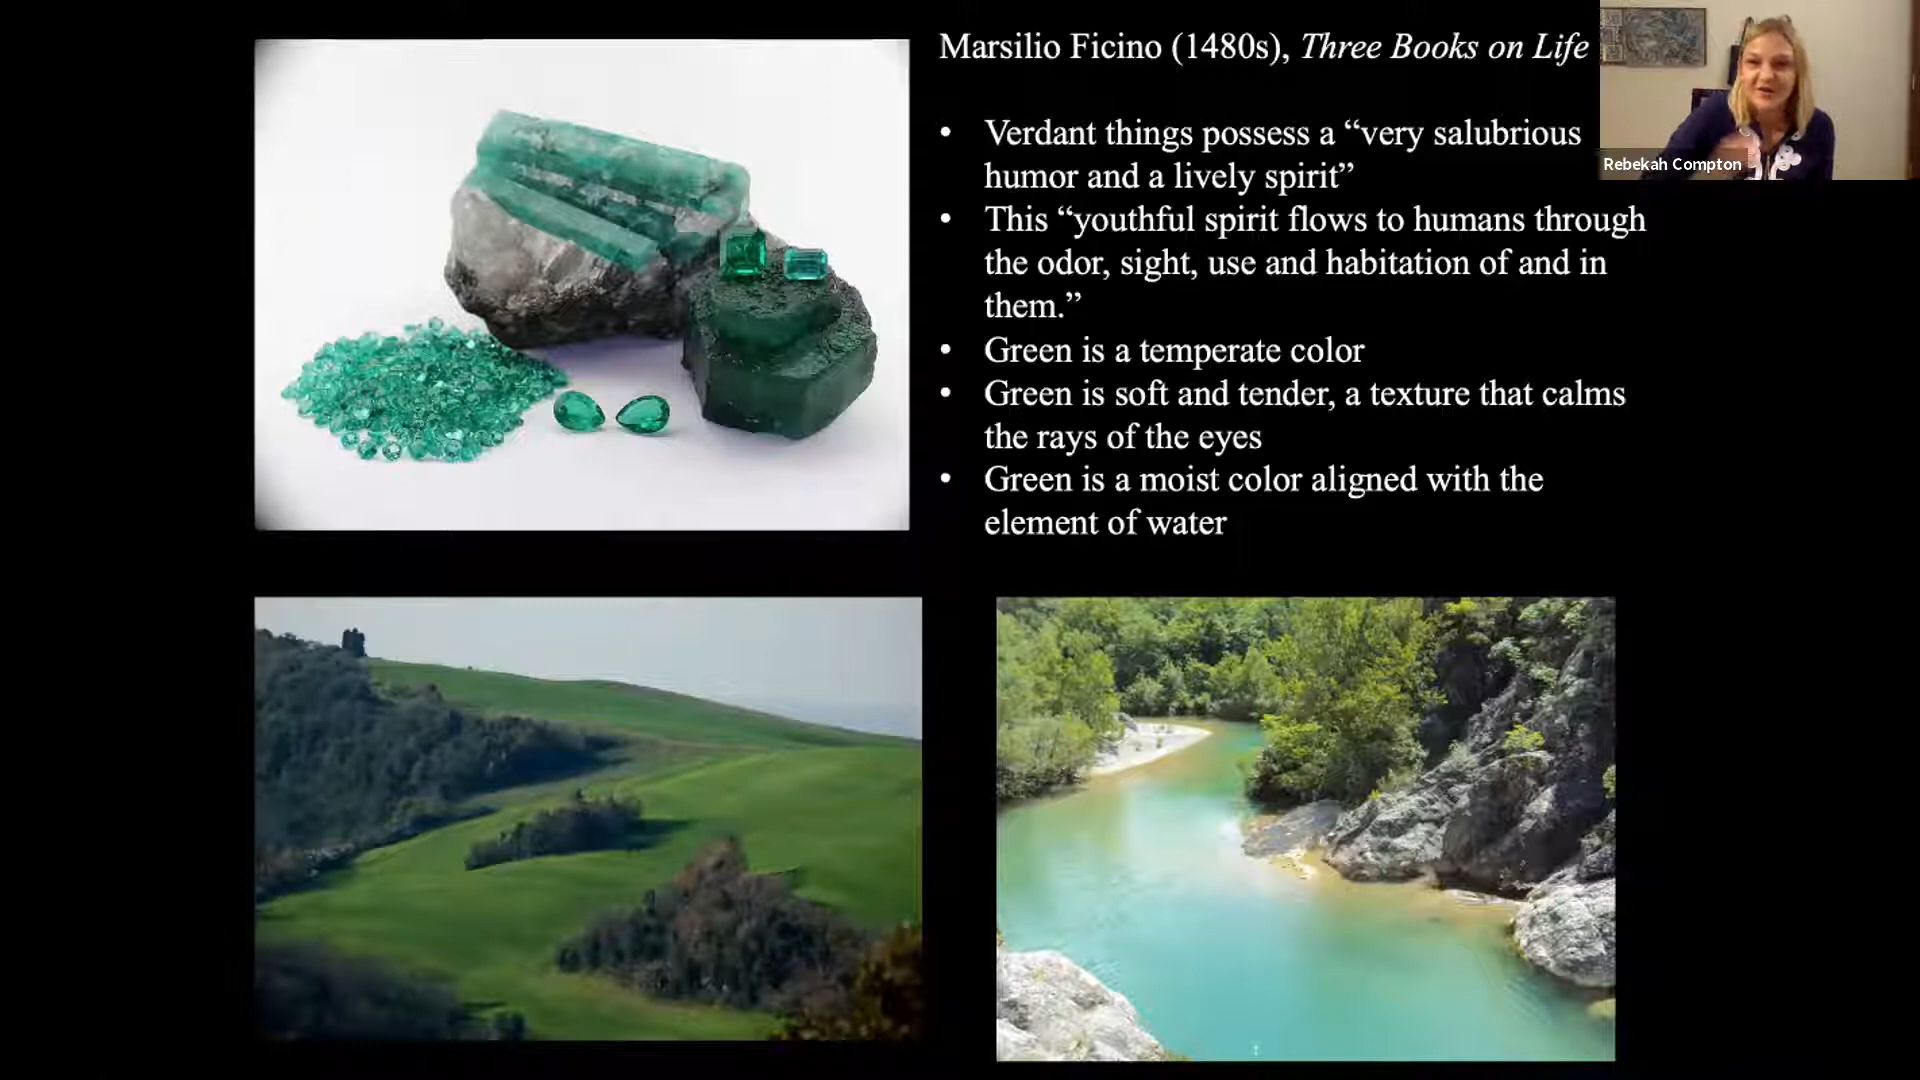 Marsilio Ficino (1480s), Three Books on Life
• Verdant things possess a “very salubrious
humor and a lively spirit”
• This “youthful spirit flows to humans through
the odor, sight, use and habitation of and in
them.”
• Green is a temperate color
• Green is soft and tender, a texture that calms
the rays of the eyes
• Green is a moist color aligned with the
element of water
Rebekah Compton